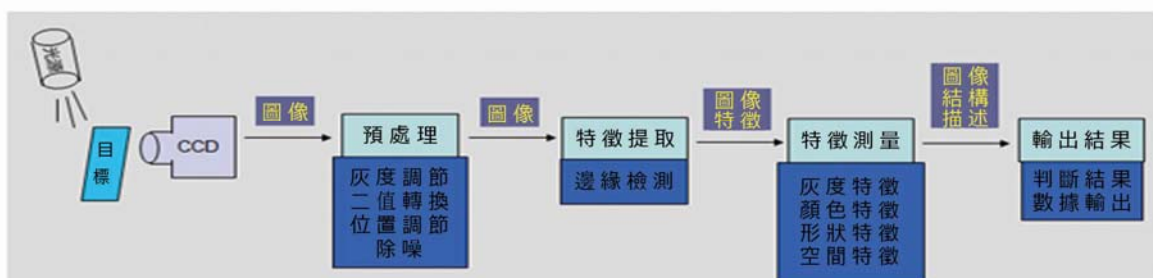 光源
目標
CCD
圖像
預處理
灰度調節
二值轉換
位置調節
除噪
圖像
特徵提取
邊緣檢測
圖像
特徵
特徵測量
灰度特徵
顏色特徵
形狀特徵
空間特徵
圖像
結構
描述
輸出結果
判斷結果
數據輸出